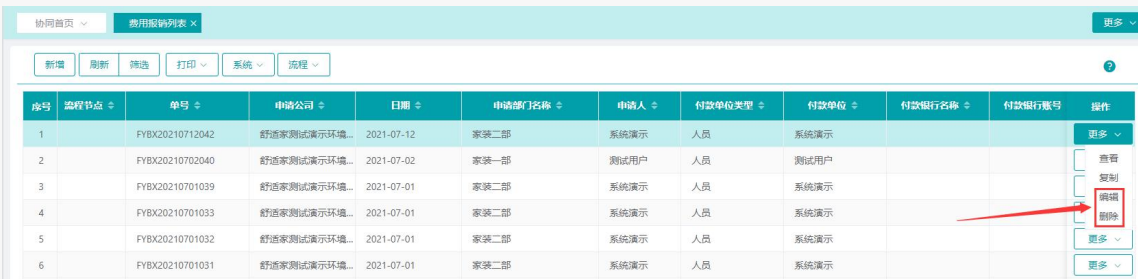 协同首页 费用报销列表 × 更多
新增 刷新 筛选 打印 系统 流程 ?
序号 流程节点 单号 申请公司 日期 申请部门名称 申请人 付款单位类型 付款单位 付款银行名称 付款银行账号 操作
1 FYBX20210712042 舒适家测试演示环境... 2021-07-12 家装二部 系统演示 人员 系统演示 更多
2 FYBX20210702040 舒适家测试演示环境... 2021-07-02 家装一部 测试用户 人员 测试用户 查看
复制
3 FYBX20210701039 舒适家测试演示环境... 2021-07-01 家装二部 系统演示 人员 系统演示
编辑
4 FYBX20210701033 舒适家测试演示环境... 2021-07-01 家装二部 系统演示 人员 系统演示 删除
5 FYBX20210701032 舒适家测试演示环境... 2021-07-01 家装二部 系统演示 人员 系统演示 更多
6 FYBX20210701031 舒适家测试演示环境... 2021-07-01 家装二部 系统演示 人员 系统演示 更多